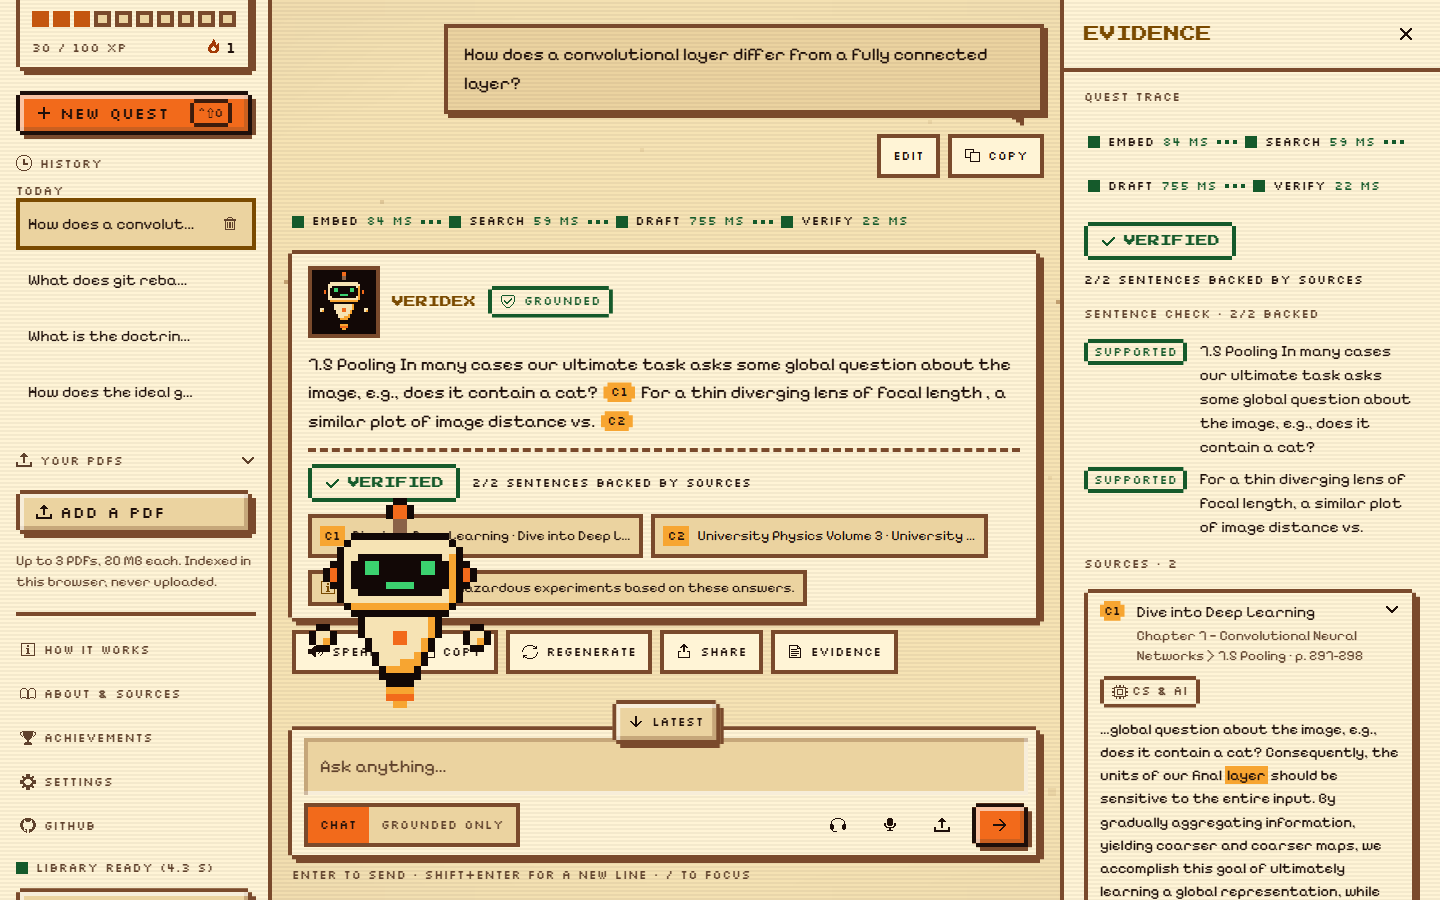 30 / 100 XP
1
+ NEW QUEST ^⇧O
HISTORY
TODAY
How does a convolut...
What does git reba...
What is the doctrin...
How does the ideal g...
YOUR PDFS
ADD A PDF
Up to 3 PDFs, 20 MB each. Indexed in
this browser, never uploaded.
HOW IT WORKS
ABOUT & SOURCES
ACHIEVEMENTS
SETTINGS
GITHUB
LIBRARY READY (4.3 S)
How does a convolutional layer differ from a fully connected
layer?
EDIT
COPY
EMBED 84 MS SEARCH 59 MS DRAFT 755 MS VERIFY 22 MS
VERIDEX
GROUNDED
7.5 Pooling In many cases our ultimate task asks some global question about the
image, e.g., does it contain a cat? C1 For a thin diverging lens of focal length , a
similar plot of image distance vs. C2
VERIFIED
2/2 SENTENCES BACKED BY SOURCES
C1 Learning · Dive into Deep L...
C2 University Physics Volume 3 · University ...
hazardous experiments based on these answers.
SPEA
COPY
REGENERATE
SHARE
EVIDENCE
LATEST
Ask anything...
CHAT
GROUNDED ONLY
ENTER TO SEND · SHIFT+ENTER FOR A NEW LINE · / TO FOCUS
EVIDENCE
QUEST TRACE
EMBED 84 MS SEARCH 59 MS
DRAFT 755 MS VERIFY 22 MS
VERIFIED
2/2 SENTENCES BACKED BY SOURCES
SENTENCE CHECK · 2/2 BACKED
SUPPORTED
7.5 Pooling In many cases
our ultimate task asks
some global question about
the image, e.g., does it
contain a cat?
SUPPORTED
For a thin diverging lens of
focal length, a similar plot
of image distance vs.
SOURCES · 2
C1 Dive into Deep Learning
Chapter 7 - Convolutional Neural
Networks > 7.5 Pooling · p. 297-298
CS & AI
...global question about the image, e.g.,
does it contain a cat? Consequently, the
units of our final layer should be
sensitive to the entire input. By
gradually aggregating information,
yielding coarser and coarser maps, we
accomplish this goal of ultimately
learning a global representation, while